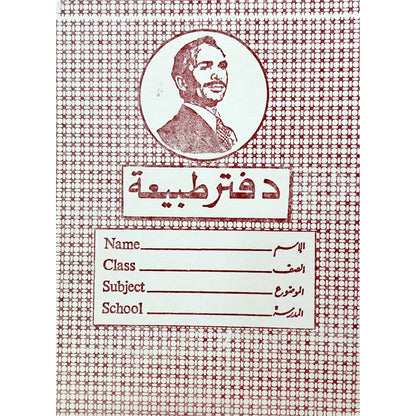 دفتر طبيعة
Name الاسم
Class الصف
Subject الموضوع
School المدرسة